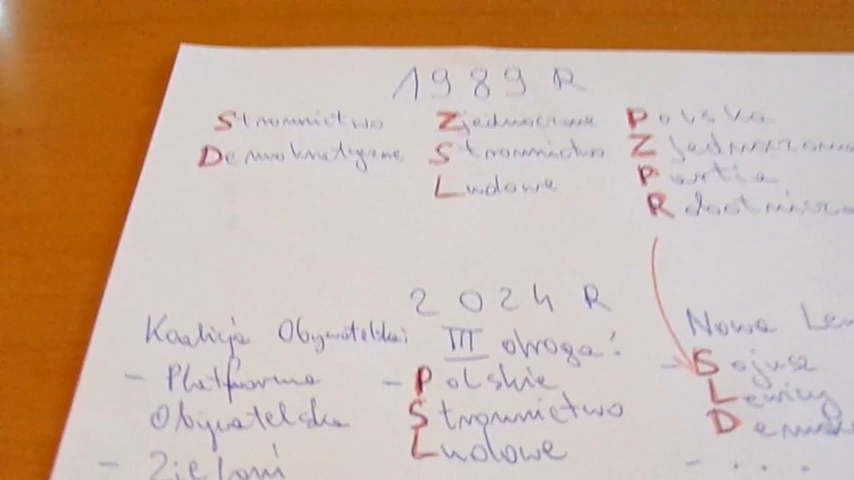 1989 R
Stronnictwo Zjednoczone Polska
Demokratyczne Stronnictwo Zjednoczona
Ludowe Partia
2024 R
Koalicja Obywatelska: Nowa
III droga:
- Platforma - Polskie - Sojusz
Obywatelska Stronnictwo Lewicy
Ludowe
- Zieloni - . . . .